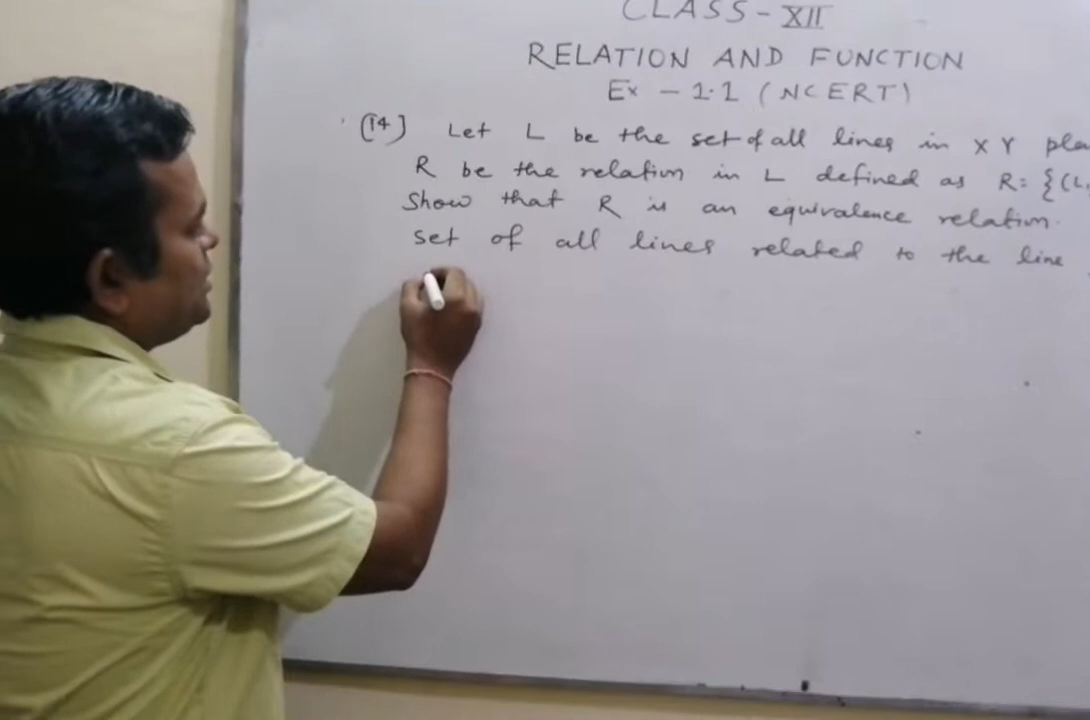 CLASS - XII
RELATION AND FUNCTION
Ex - 1.1 (NCERT)
(14) Let L be the set of all lines in XY pla
R be the relation in L defined as R= {(L
Show that R is an equivalence relation.
set of all lines related to the line